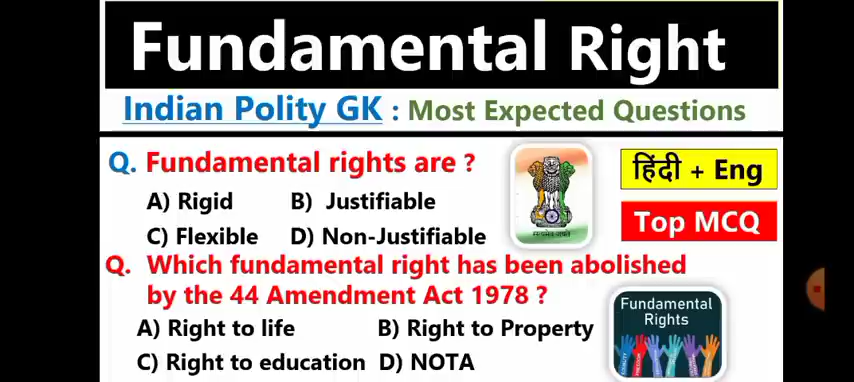 Fundamental Right
Indian Polity GK : Most Expected Questions
Q. Fundamental rights are ?
A) Rigid B) Justifiable
C) Flexible D) Non-Justifiable
हिंदी + Eng
Top MCQ
Q. Which fundamental right has been abolished
by the 44 Amendment Act 1978 ?
A) Right to life B) Right to Property
C) Right to education D) NOTA
Fundamental
Rights